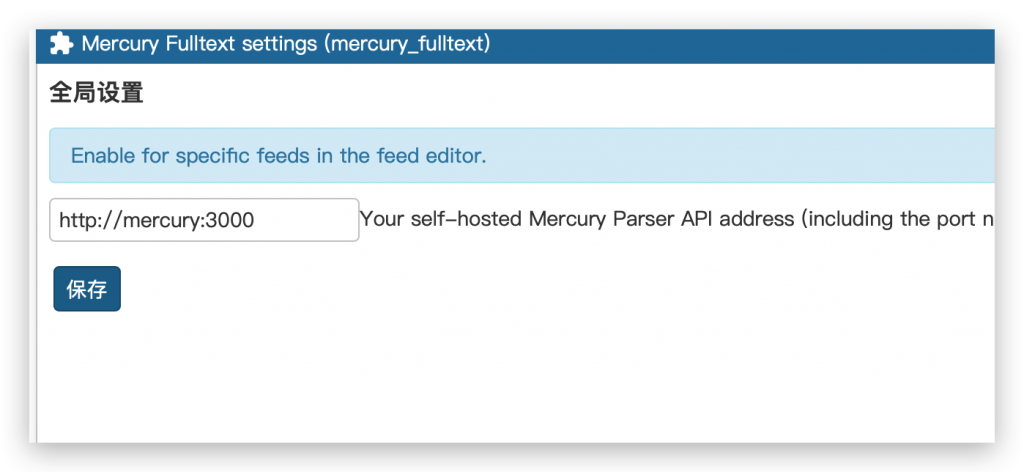 Mercury Fulltext settings (mercury_fulltext)
全局设置
Enable for specific feeds in the feed editor.
http://mercury:3000 Your self-hosted Mercury Parser API address (including the port n
保存